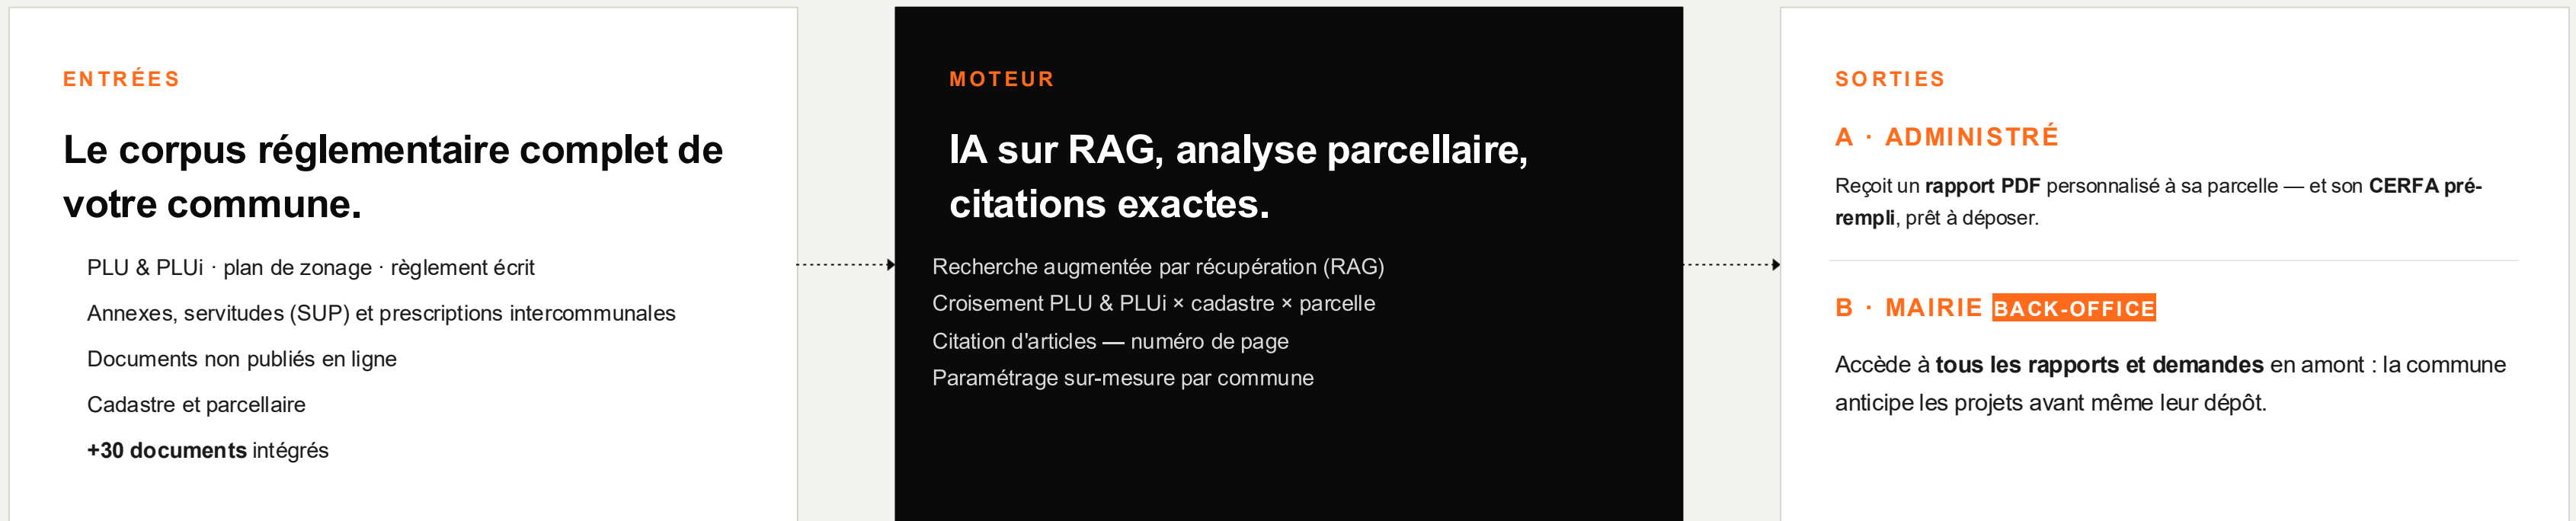 ENTRÉES
Le corpus réglementaire complet de
votre commune.
PLU & PLUi · plan de zonage · règlement écrit
Annexes, servitudes (SUP) et prescriptions intercommunales
Documents non publiés en ligne
Cadastre et parcellaire
+30 documents intégrés
MOTEUR
IA sur RAG, analyse parcellaire,
citations exactes.
Recherche augmentée par récupération (RAG)
Croisement PLU & PLUi × cadastre × parcelle
Citation d'articles — numéro de page
Paramétrage sur-mesure par commune
SORTIES
A · ADMINISTRÉ
Reçoit un rapport PDF personnalisé à sa parcelle — et son CERFA pré-
rempli, prêt à déposer.
B · MAIRIE BACK-OFFICE
Accède à tous les rapports et demandes en amont : la commune
anticipe les projets avant même leur dépôt.